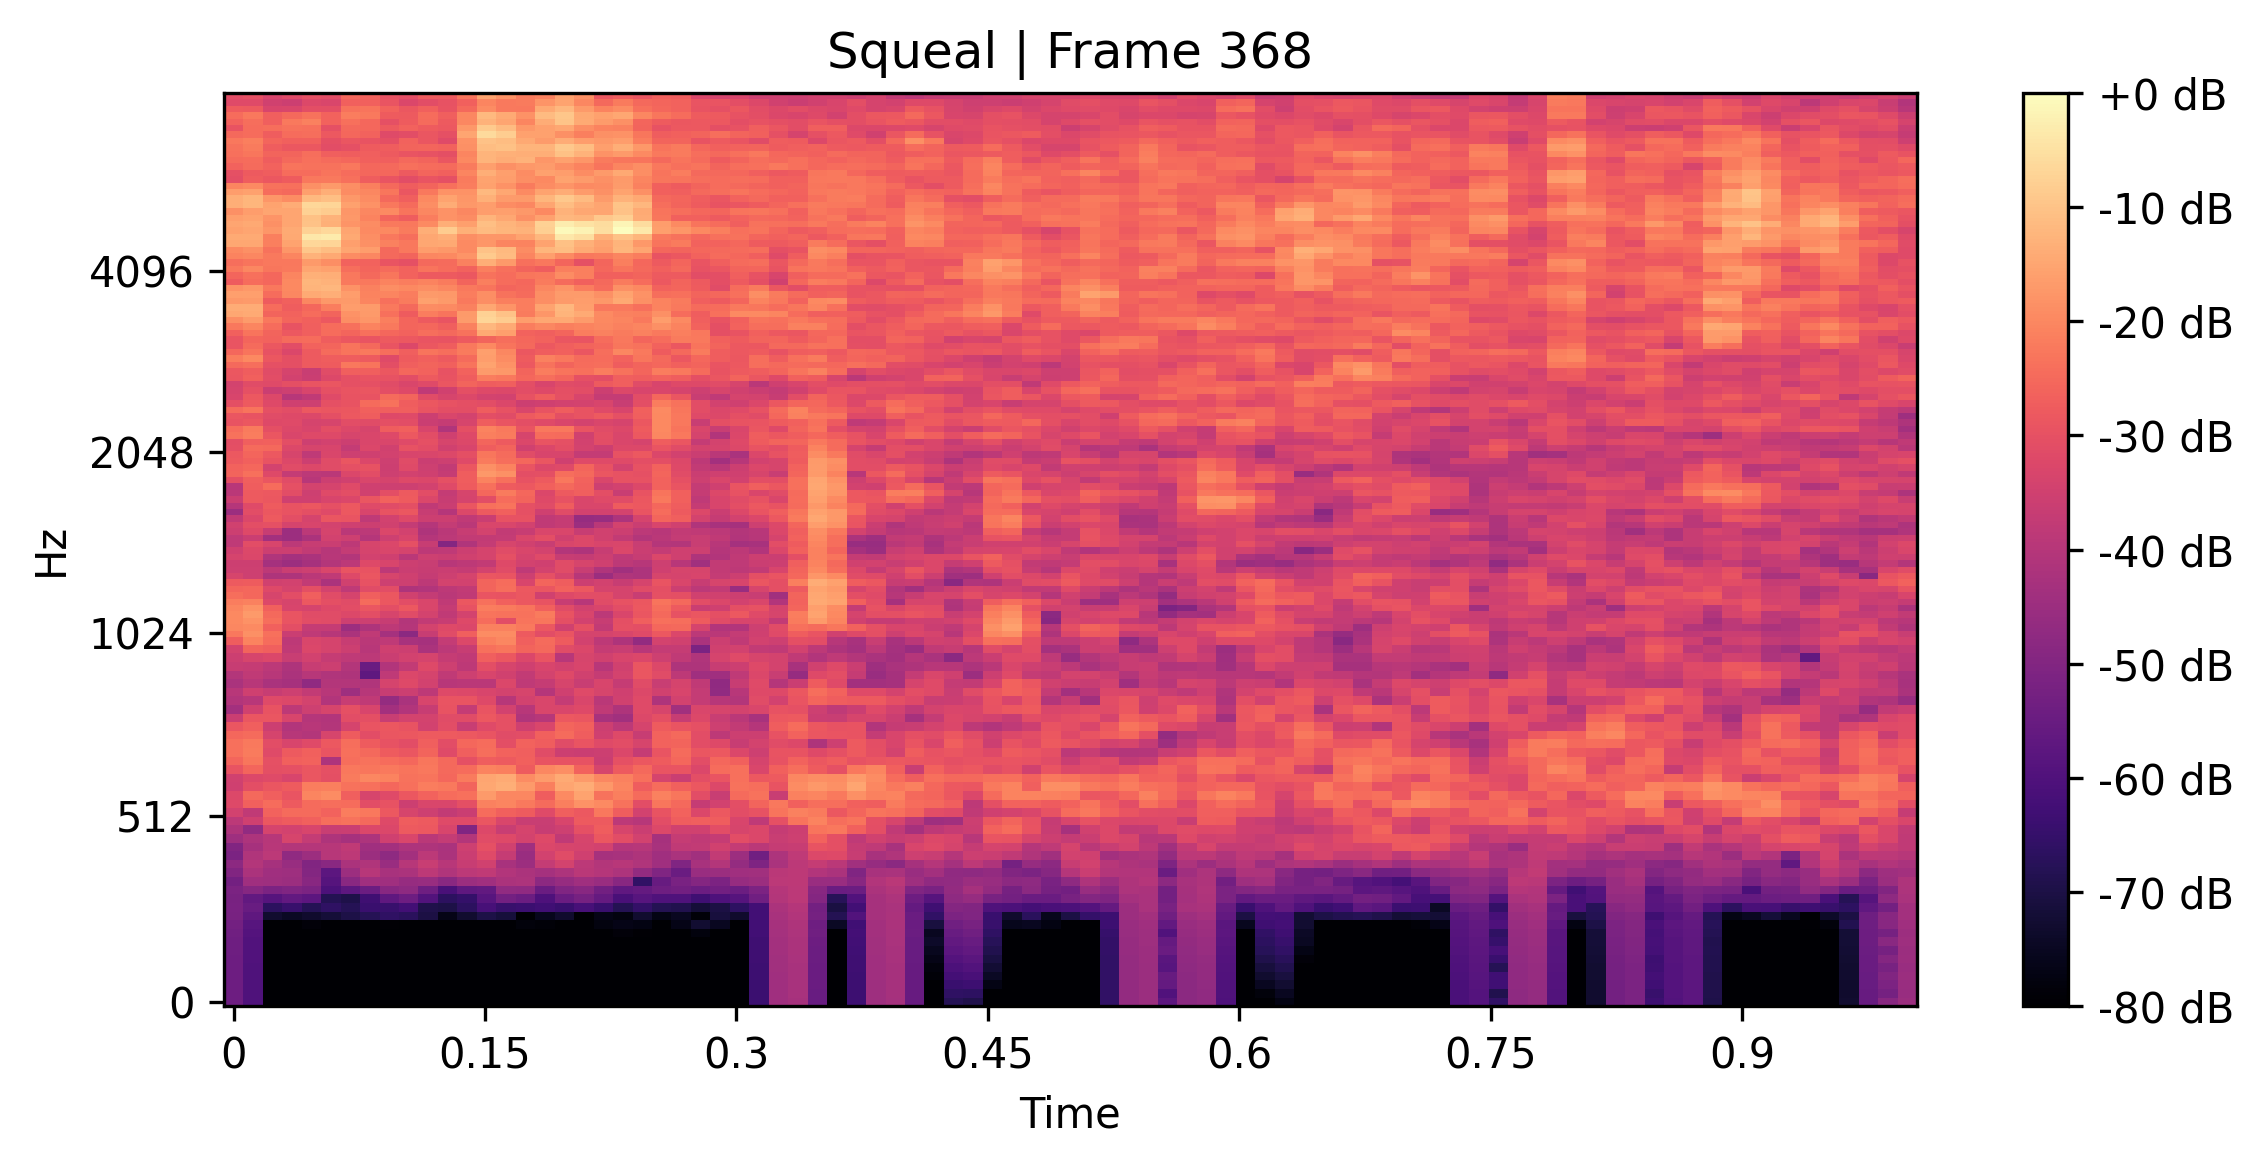 Squeal | Frame 368
Hz
4096
2048
1024
512
0
0 0.15 0.3 0.45 0.6 0.75 0.9
Time
+0 dB
-10 dB
-20 dB
-30 dB
-40 dB
-50 dB
-60 dB
-70 dB
-80 dB